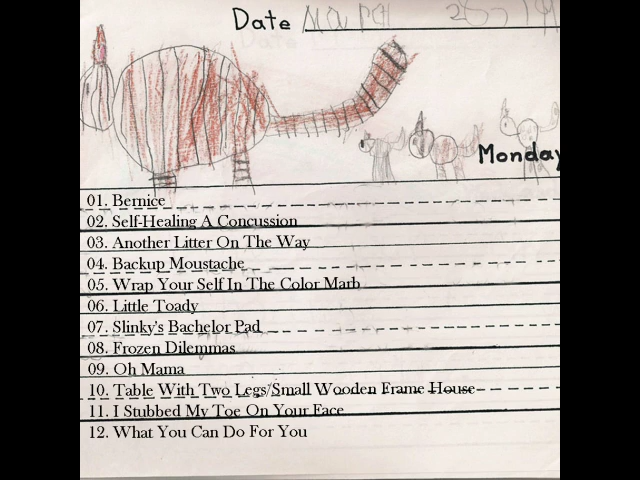 Date March
Monday
01. Bernice
02. Self-Healing A Concussion
03. Another Litter On The Way
04. Backup Moustache
05. Wrap Your Self In The Color Marb
06. Little Toady
07. Slinky's Bachelor Pad
08. Frozen Dilemmas
09. Oh Mama
10. Table With Two Legs/Small Wooden Frame House
11. I Stubbed My Toe On Your Face
12. What You Can Do For You